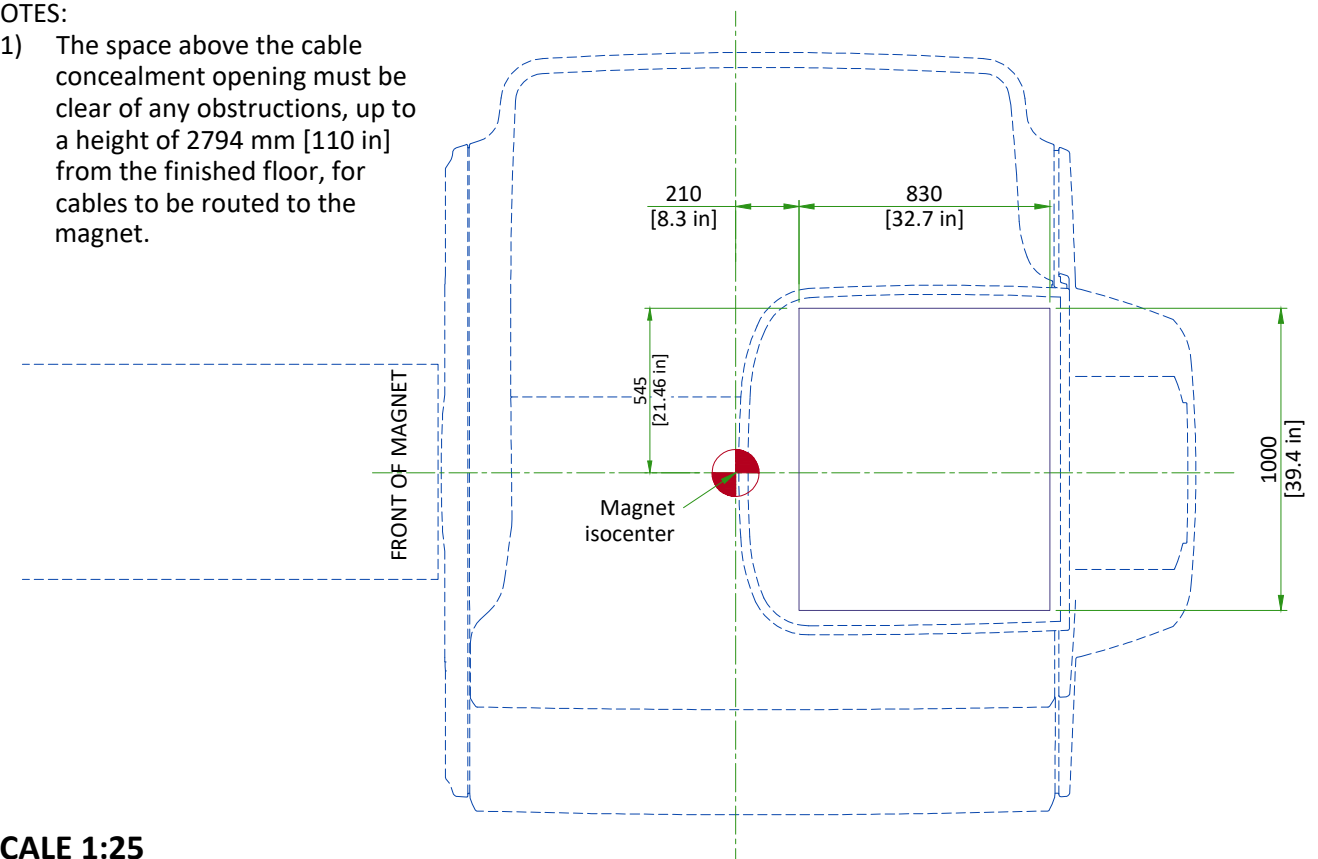 OTES:
1) The space above the cable
concealment opening must be
clear of any obstructions, up to
a height of 2794 mm [110 in]
from the finished floor, for
cables to be routed to the
magnet.
210
[8.3 in]
830
[32.7 in]
545
[21.46 in]
FRONT OF MAGNET
1000
[39.4 in]
Magnet
isocenter
CALE 1:25